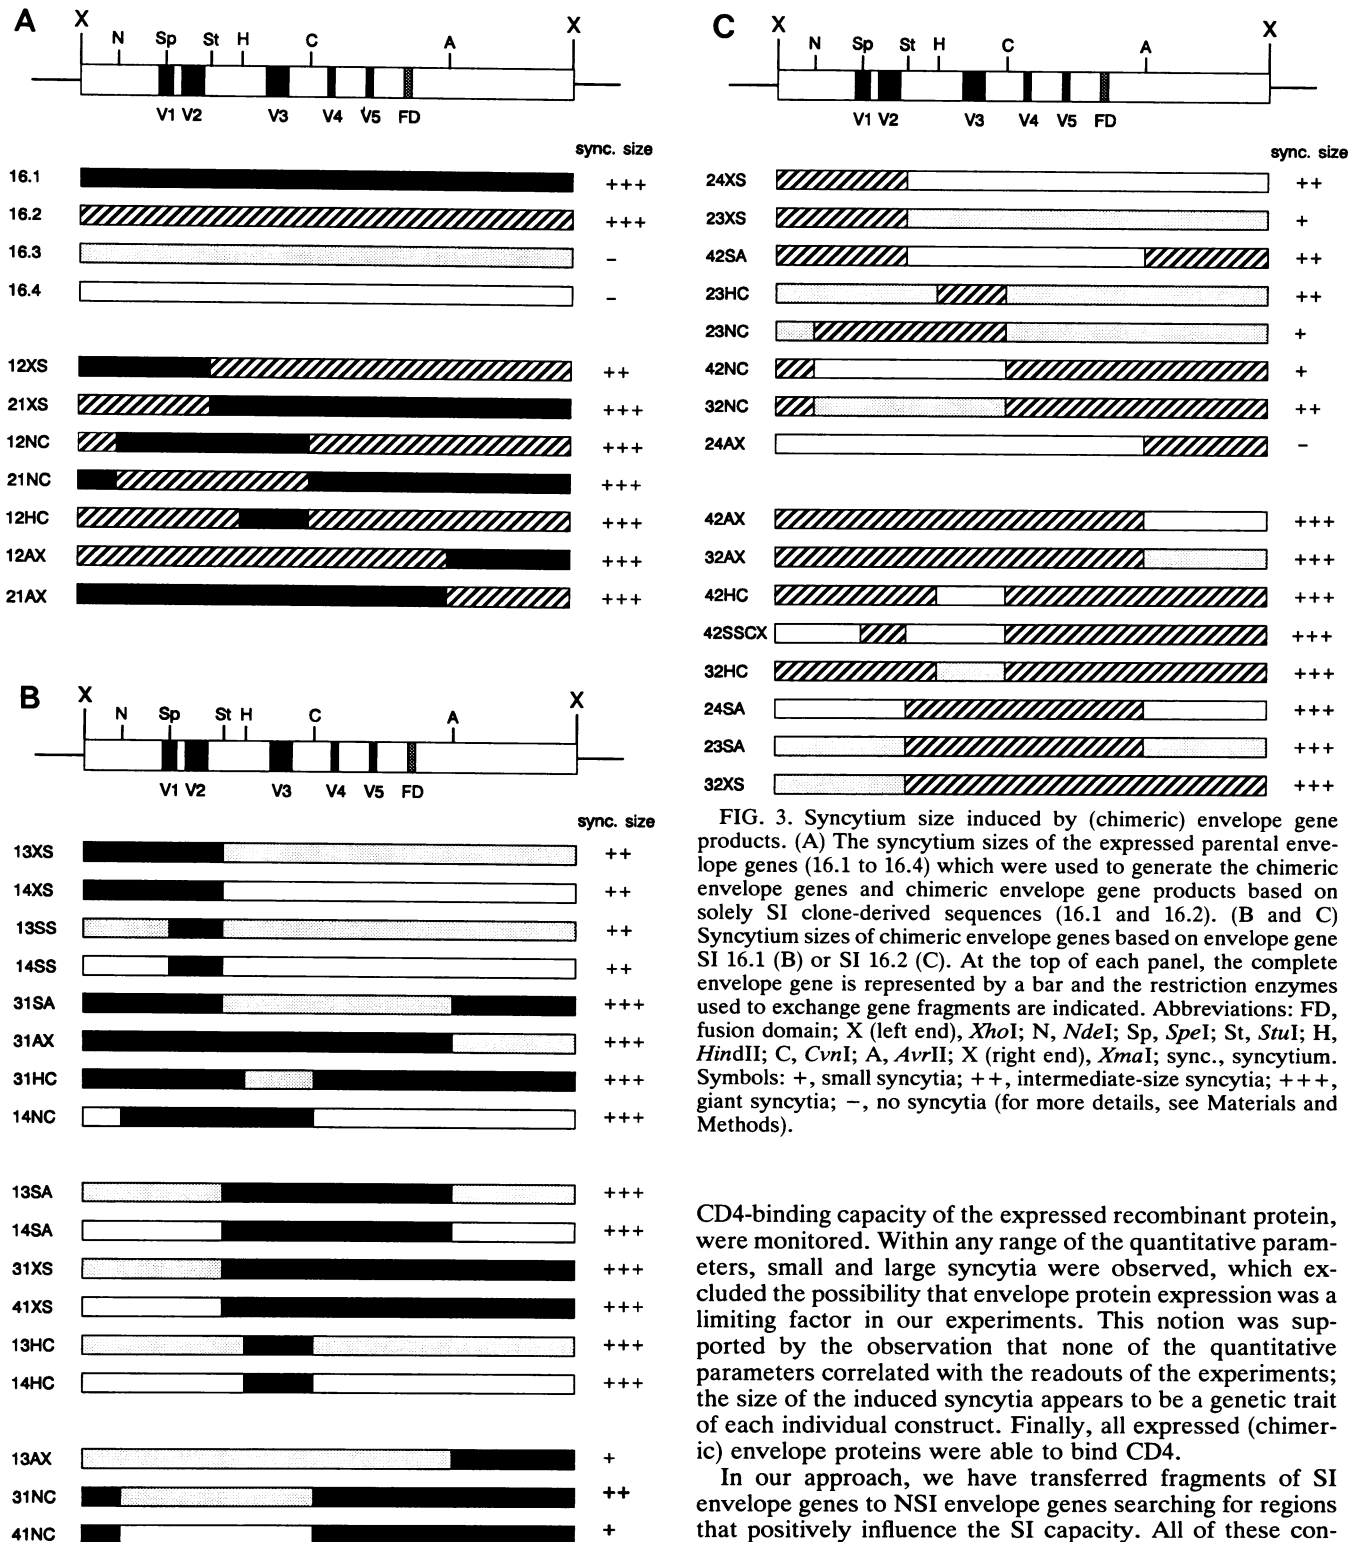 A
X X
N Sp St H C A
V1 V2 V3 V4 V5 FD
sync. size
16.1 +++
16.2 +++
16.3 –
16.4 –
12XS ++
21XS +++
12NC +++
21NC +++
12HC +++
12AX +++
21AX +++
B
X X
N Sp St H C A
V1 V2 V3 V4 V5 FD
sync. size
13XS ++
14XS ++
13SS ++
14SS ++
31SA +++
31AX +++
31HC +++
14NC +++
13SA +++
14SA +++
31XS +++
41XS +++
13HC +++
14HC +++
13AX +
31NC ++
41NC +
C
X X
N Sp St H C A
V1 V2 V3 V4 V5 FD
sync. size
24XS ++
23XS +
42SA ++
23HC ++
23NC +
42NC +
32NC ++
24AX –
42AX +++
32AX +++
42HC +++
42SSCX +++
32HC +++
24SA +++
23SA +++
32XS +++
FIG. 3. Syncytium size induced by (chimeric) envelope gene
products. (A) The syncytium sizes of the expressed parental enve-
lope genes (16.1 to 16.4) which were used to generate the chimeric
envelope genes and chimeric envelope gene products based on
solely SI clone-derived sequences (16.1 and 16.2). (B and C)
Syncytium sizes of chimeric envelope genes based on envelope gene
SI 16.1 (B) or SI 16.2 (C). At the top of each panel, the complete
envelope gene is represented by a bar and the restriction enzymes
used to exchange gene fragments are indicated. Abbreviations: FD,
fusion domain; X (left end), XhoI; N, NdeI; Sp, SpeI; St, StuI; H,
HindII; C, CvnI; A, AvrII; X (right end), XmaI; sync., syncytium.
Symbols: +, small syncytia; ++, intermediate-size syncytia; +++,
giant syncytia; –, no syncytia (for more details, see Materials and
Methods).
CD4-binding capacity of the expressed recombinant protein,
were monitored. Within any range of the quantitative param-
eters, small and large syncytia were observed, which ex-
cluded the possibility that envelope protein expression was a
limiting factor in our experiments. This notion was sup-
ported by the observation that none of the quantitative
parameters correlated with the readouts of the experiments;
the size of the induced syncytia appears to be a genetic trait
of each individual construct. Finally, all expressed (chimer-
ic) envelope proteins were able to bind CD4.
In our approach, we have transferred fragments of SI
envelope genes to NSI envelope genes searching for regions
that positively influence the SI capacity. All of these con-